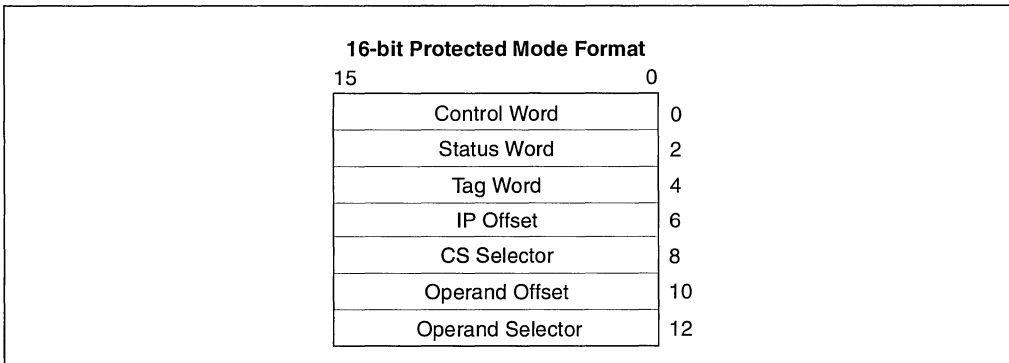 16-bit Protected Mode Format
15 0
Control Word 0
Status Word 2
Tag Word 4
IP Offset 6
CS Selector 8
Operand Offset 10
Operand Selector 12